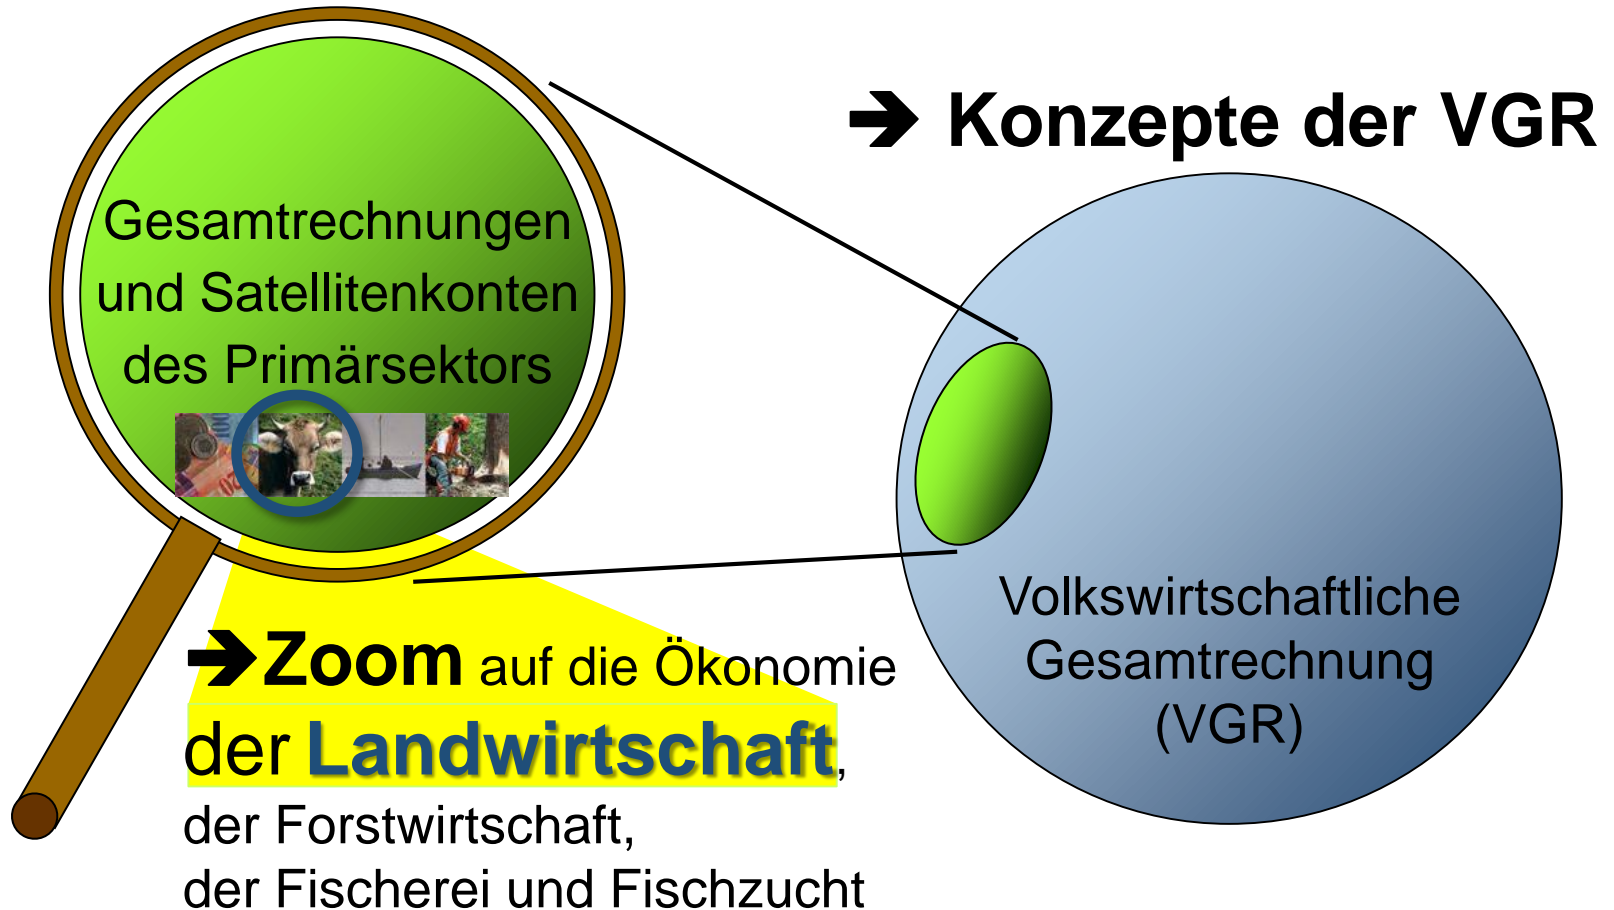 ➔ Konzepte der VGR
Gesamtrechnungen
und Satellitenkonten
des Primärsektors
Volkswirtschaftliche
Gesamtrechnung
(VGR)
➔Zoom auf die Ökonomie
der Landwirtschaft,
der Forstwirtschaft,
der Fischerei und Fischzucht